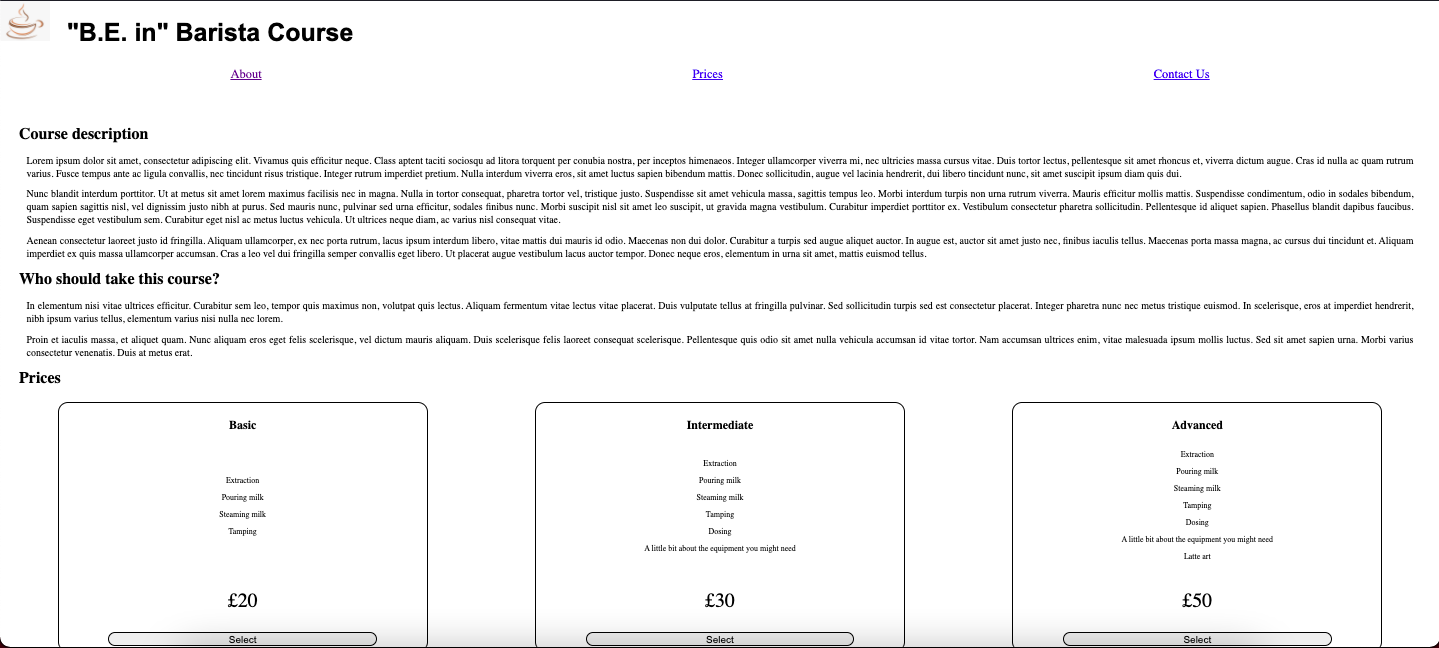 "B.E. in" Barista Course
About
Prices
Contact Us
Course description
Lorem ipsum dolor sit amet, consectetur adipiscing elit. Vivamus quis efficitur neque. Class aptent taciti sociosqu ad litora torquent per conubia nostra, per inceptos himenaeos. Integer ullamcorper viverra mi, nec ultricies massa cursus vitae. Duis tortor lectus, pellentesque sit amet rhoncus et, viverra dictum augue. Cras id nulla ac quam rutrum
varius. Fusce tempus ante ac ligula convallis, nec tincidunt risus tristique. Integer rutrum imperdiet pretium. Nulla interdum viverra eros, sit amet luctus sapien bibendum mattis. Donec sollicitudin, augue vel lacinia hendrerit, dui libero tincidunt nunc, sit amet suscipit ipsum diam quis dui.
Nunc blandit interdum porttitor. Ut at metus sit amet lorem maximus facilisis nec in magna. Nulla in tortor consequat, pharetra tortor vel, tristique justo. Suspendisse sit amet vehicula massa, sagittis tempus leo. Morbi interdum turpis non urna rutrum viverra. Mauris efficitur mollis mattis. Suspendisse condimentum, odio in sodales bibendum,
quam sapien sagittis nisl, vel dignissim justo nibh at purus. Sed mauris nunc, pulvinar sed urna efficitur, sodales finibus nunc. Morbi suscipit nisl sit amet leo suscipit, ut gravida magna vestibulum. Curabitur imperdiet porttitor ex. Vestibulum consectetur pharetra sollicitudin. Pellentesque id aliquet sapien. Phasellus blandit dapibus faucibus.
Suspendisse eget vestibulum sem. Curabitur eget nisl ac metus luctus vehicula. Ut ultrices neque diam, ac varius nisl consequat vitae.
Aenean consectetur laoreet justo id fringilla. Aliquam ullamcorper, ex nec porta rutrum, lacus ipsum interdum libero, vitae mattis dui mauris id odio. Maecenas non dui dolor. Curabitur a turpis sed augue aliquet auctor. In augue est, auctor sit amet justo nec, finibus iaculis tellus. Maecenas porta massa magna, ac cursus dui tincidunt et. Aliquam
imperdiet ex quis massa ullamcorper accumsan. Cras a leo vel dui fringilla semper convallis eget libero. Ut placerat augue vestibulum lacus auctor tempor. Donec neque eros, elementum in urna sit amet, mattis euismod tellus.
Who should take this course?
In elementum nisi vitae ultrices efficitur. Curabitur sem leo, tempor quis maximus non, volutpat quis lectus. Aliquam fermentum vitae lectus vitae placerat. Duis vulputate tellus at fringilla pulvinar. Sed sollicitudin turpis sed est consectetur placerat. Integer pharetra nunc nec metus tristique euismod. In scelerisque, eros at imperdiet hendrerit,
nibh ipsum varius tellus, elementum varius nisi nulla nec lorem.
Proin et iaculis massa, et aliquet quam. Nunc aliquam eros eget felis scelerisque, vel dictum mauris aliquam. Duis scelerisque felis laoreet consequat scelerisque. Pellentesque quis odio sit amet nulla vehicula accumsan id vitae tortor. Nam accumsan ultrices enim, vitae malesuada ipsum mollis luctus. Sed sit amet sapien urna. Morbi varius
consectetur venenatis. Duis at metus erat.
Prices
Basic
Extraction
Pouring milk
Steaming milk
Tamping
£20
Select
Intermediate
Extraction
Pouring milk
Steaming milk
Tamping
Dosing
A little bit about the equipment you might need
£30
Select
Advanced
Extraction
Pouring milk
Steaming milk
Tamping
Dosing
A little bit about the equipment you might need
Latte art
£50
Select